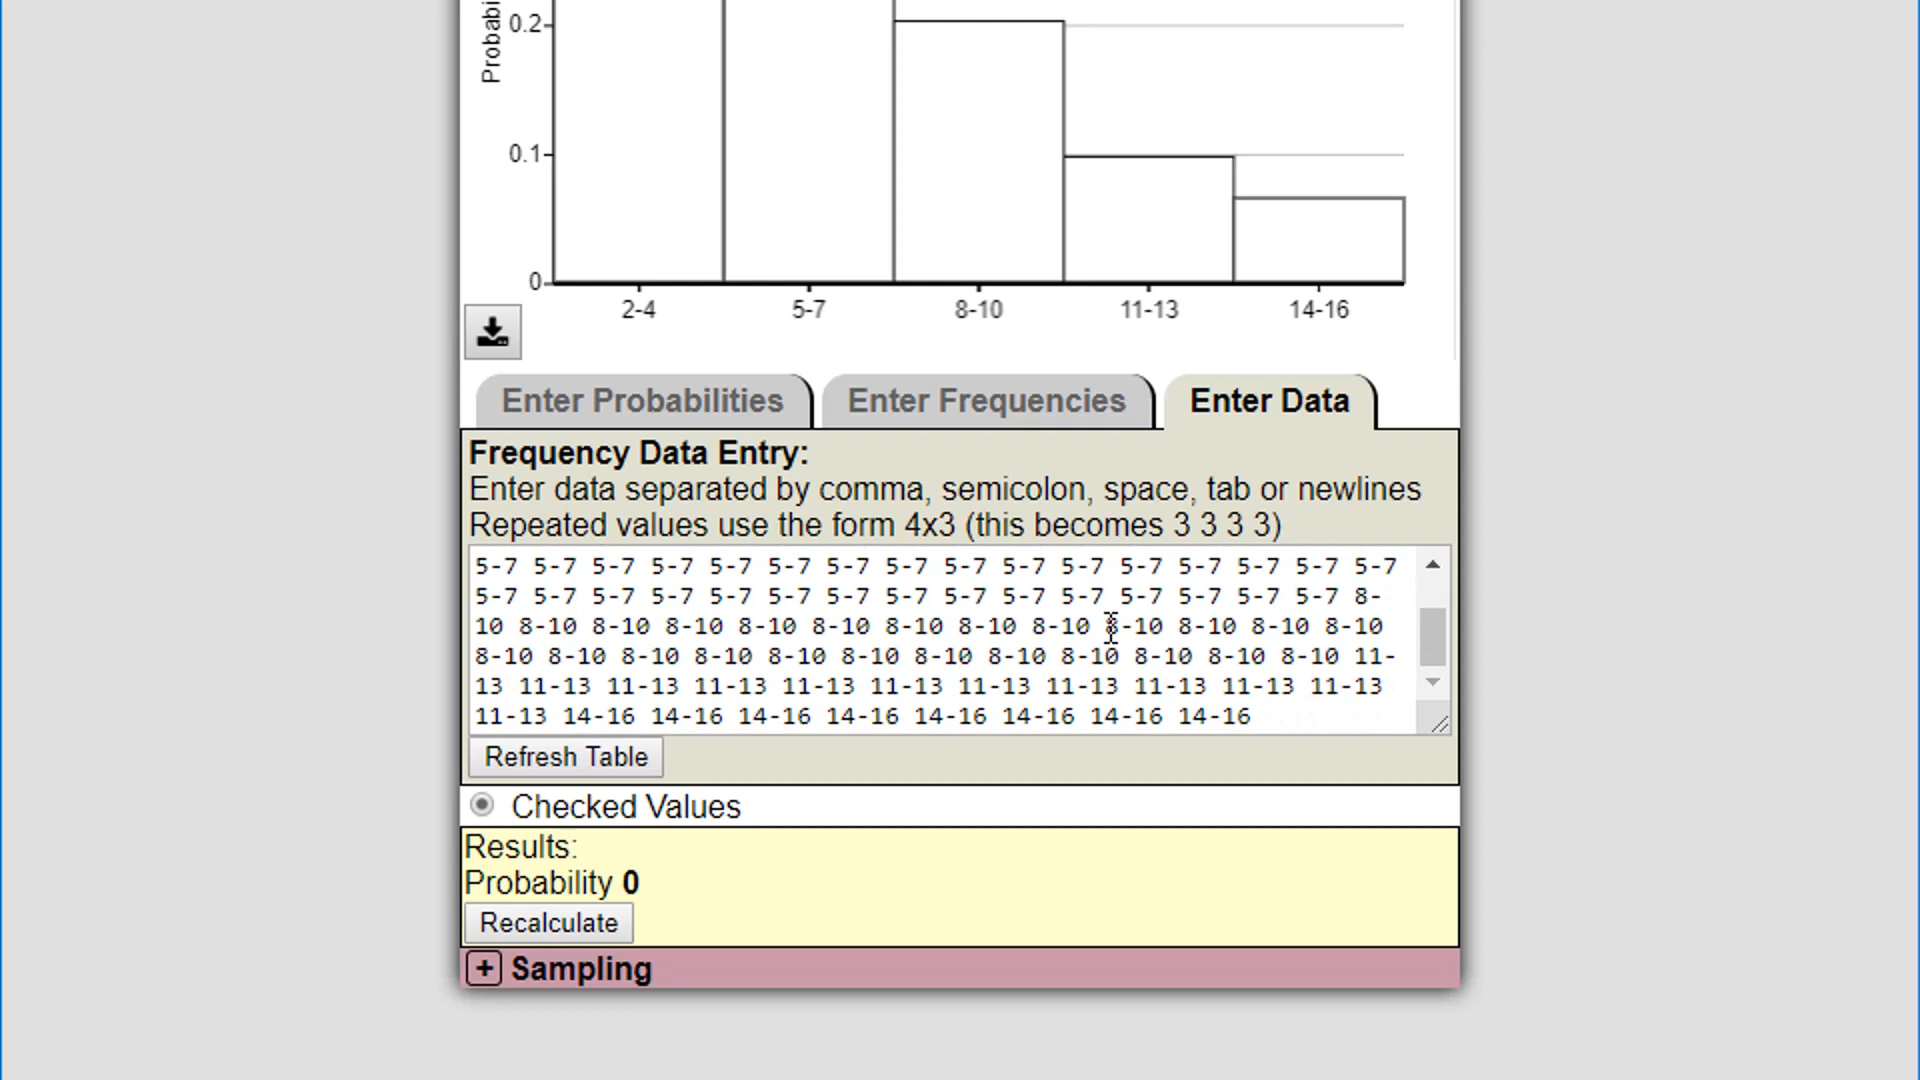 Probabi
0.2
0.1
0
2-4 5-7 8-10 11-13 14-16
Enter Probabilities Enter Frequencies Enter Data
Frequency Data Entry:
Enter data separated by comma, semicolon, space, tab or newlines
Repeated values use the form 4x3 (this becomes 3 3 3 3)
5-7 5-7 5-7 5-7 5-7 5-7 5-7 5-7 5-7 5-7 5-7 5-7 5-7 5-7 5-7 5-7
5-7 5-7 5-7 5-7 5-7 5-7 5-7 5-7 5-7 5-7 5-7 5-7 5-7 5-7 5-7 8-
10 8-10 8-10 8-10 8-10 8-10 8-10 8-10 8-10 8-10 8-10 8-10 8-10
8-10 8-10 8-10 8-10 8-10 8-10 8-10 8-10 8-10 8-10 8-10 8-10 11-
13 11-13 11-13 11-13 11-13 11-13 11-13 11-13 11-13 11-13 11-13
11-13 14-16 14-16 14-16 14-16 14-16 14-16 14-16 14-16
Refresh Table
Checked Values
Results:
Probability 0
Recalculate
+ Sampling